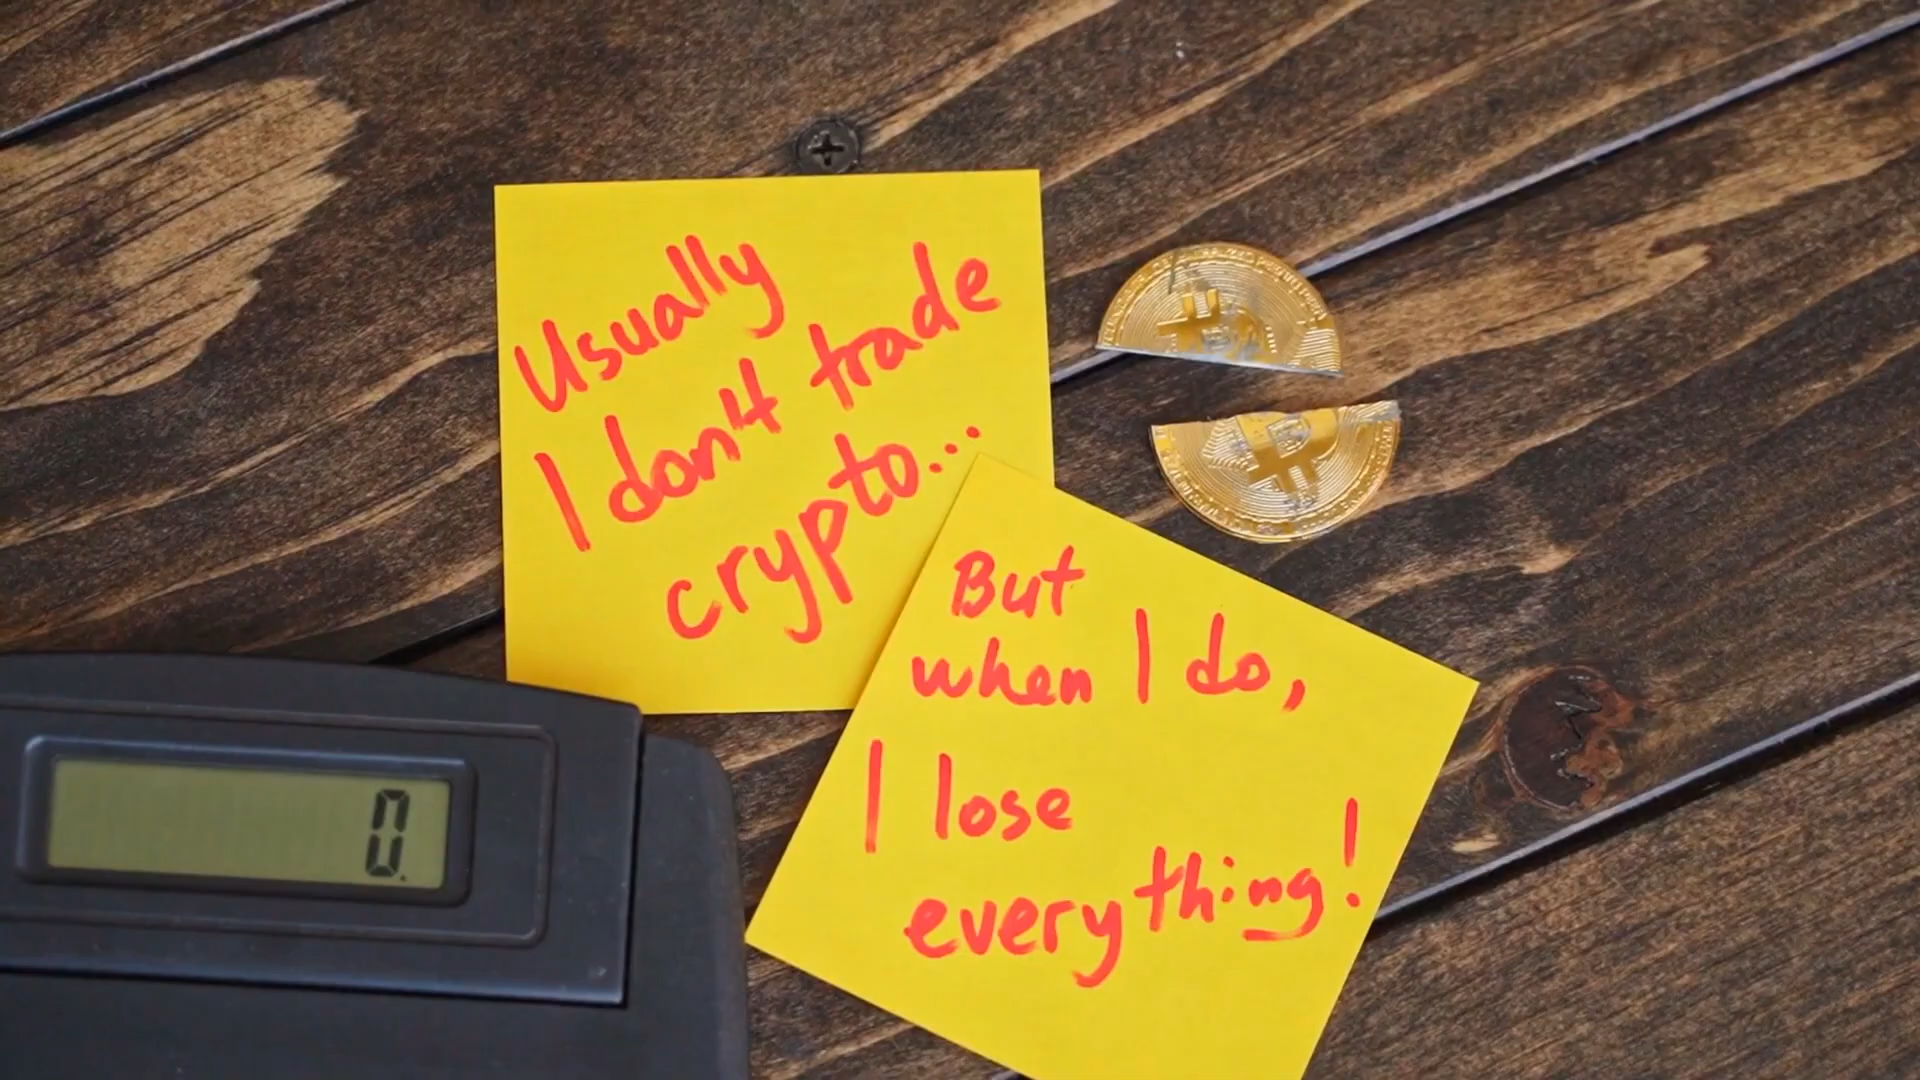 Usually
I don't trade
crypto...
But
when I do,
I lose
everything!
0.